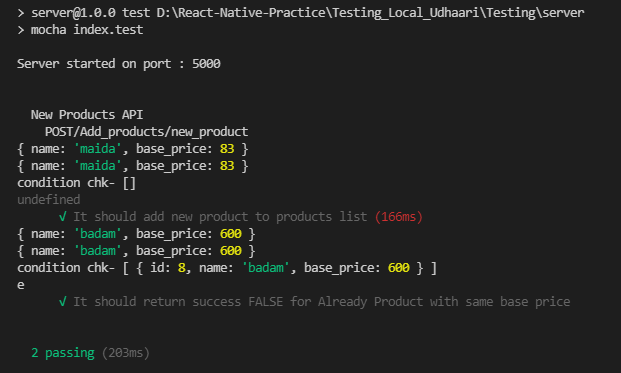 > server@1.0.0 test D:\React-Native-Practice\Testing_Local_Udhaari\Testing\server
> mocha index.test
Server started on port : 5000
New Products API
POST/Add_products/new_product
{ name: 'maida', base_price: 83 }
{ name: 'maida', base_price: 83 }
condition chk- []
undefined
√ It should add new product to products list (166ms)
{ name: 'badam', base_price: 600 }
{ name: 'badam', base_price: 600 }
condition chk- [ { id: 8, name: 'badam', base_price: 600 } ]
e
√ It should return success FALSE for Already Product with same base price
2 passing (203ms)